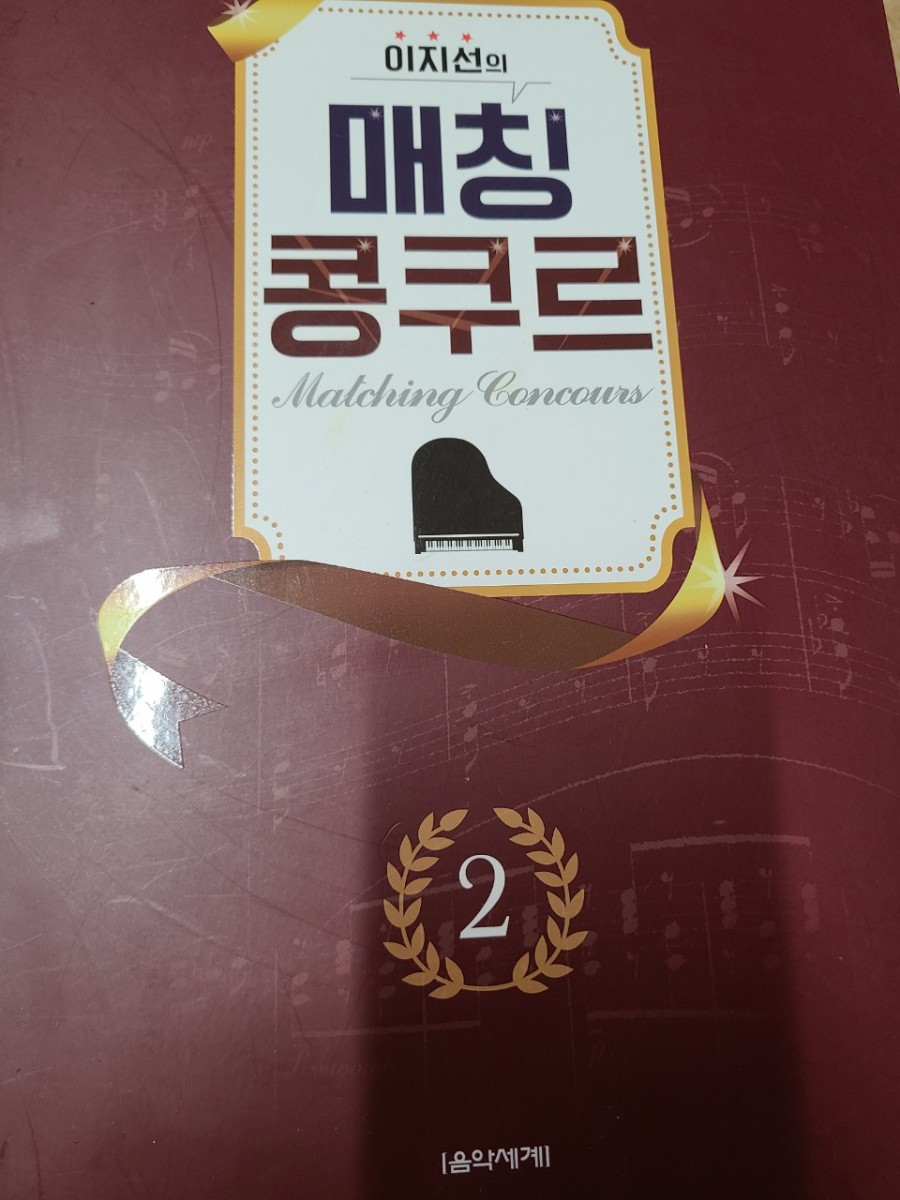 이지선의
매칭
콩쿠르
Matching Concours
2
[음악세계]